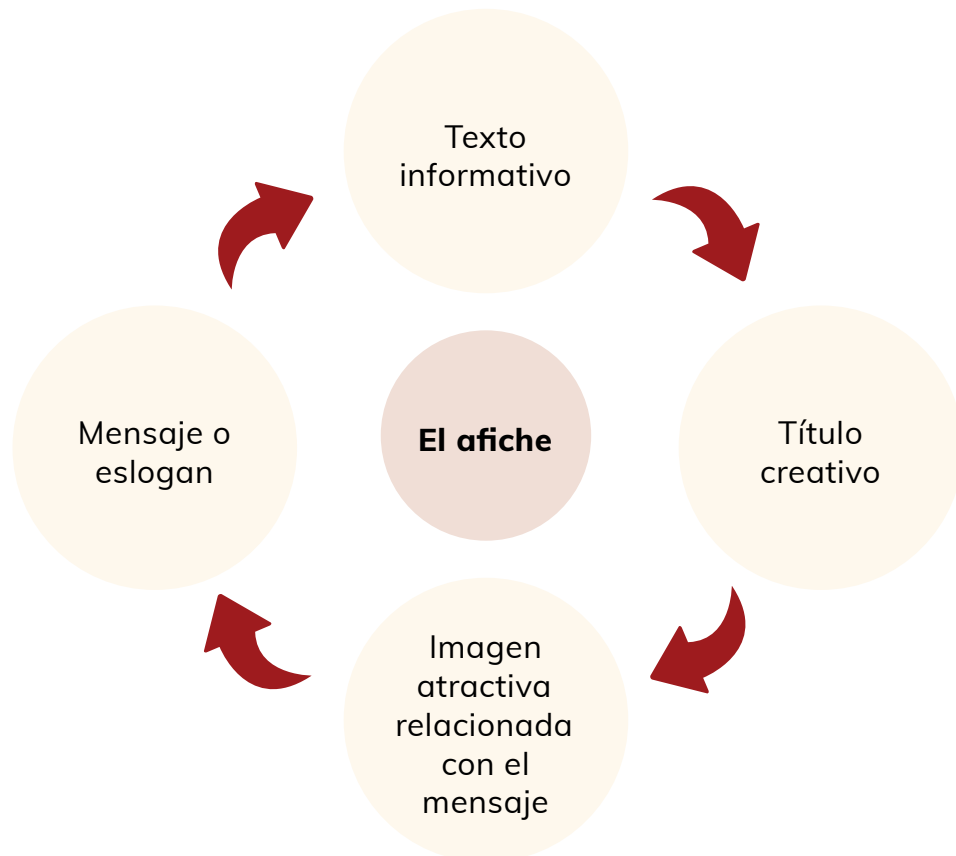 Texto
informativo
Mensaje o
eslogan
El afiche
Título
creativo
Imagen
atractiva
relacionada
con el
mensaje